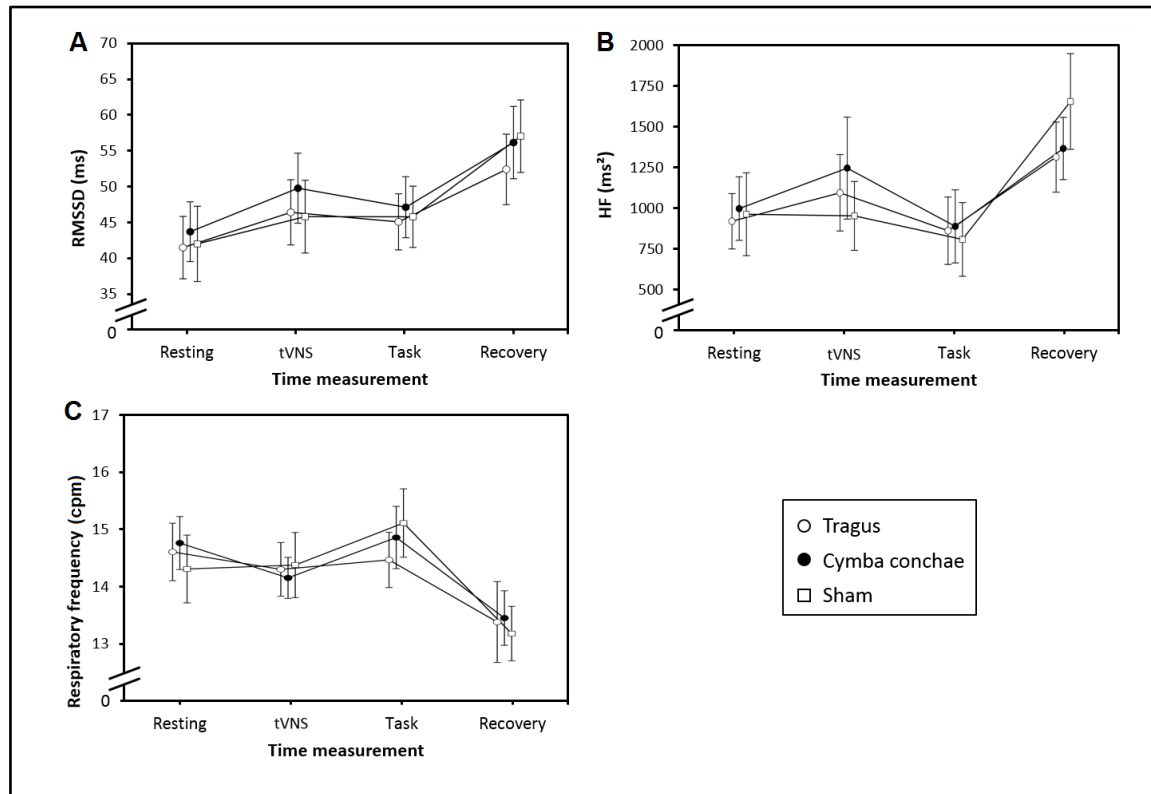 A
70
65
60
55
50
45
40
35
0
RMSSD (ms)
Resting tVNS Task Recovery
Time measurement
B
2000
1750
1500
1250
1000
750
500
0
HF (ms²)
Resting tVNS Task Recovery
Time measurement
C
17
16
15
14
13
0
Respiratory frequency (cpm)
Resting tVNS Task Recovery
Time measurement
Tragus
Cymba conchae
Sham